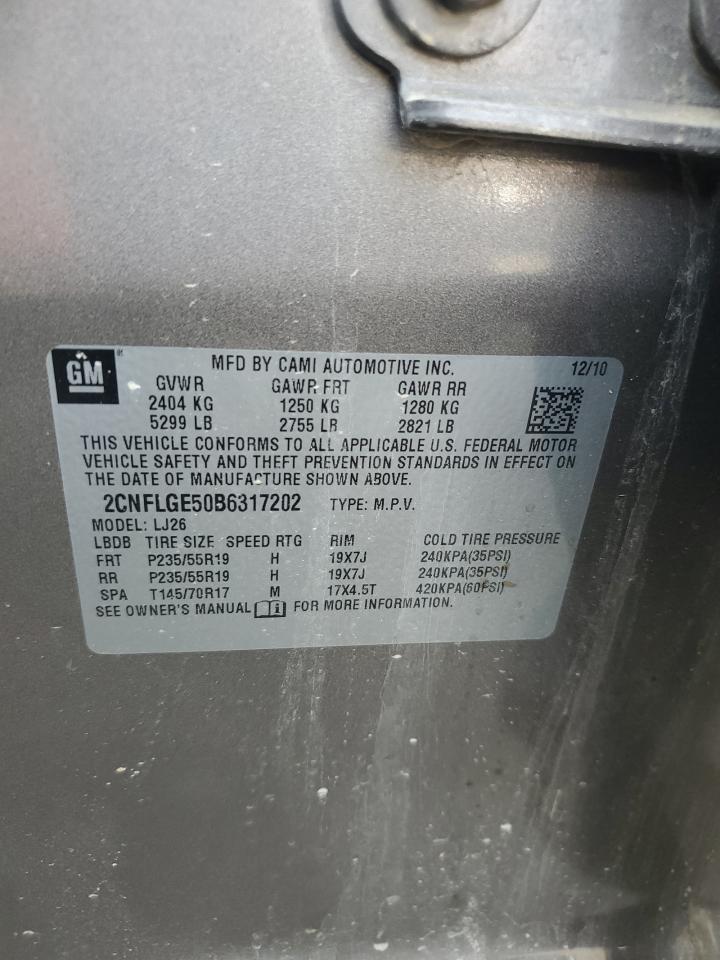 GM
MFD BY CAMI AUTOMOTIVE INC. 12/10
GVWR GAWR FRT GAWR RR
2404 KG 1250 KG 1280 KG
5299 LB 2755 LB 2821 LB
THIS VEHICLE CONFORMS TO ALL APPLICABLE U.S. FEDERAL MOTOR
VEHICLE SAFETY AND THEFT PREVENTION STANDARDS IN EFFECT ON
THE DATE OF MANUFACTURE SHOWN ABOVE.
2CNFLGE50B6317202 TYPE: M.P.V.
MODEL: LJ26
LBDB TIRE SIZE SPEED RTG RIM COLD TIRE PRESSURE
FRT P235/55R19 H 19X7J 240KPA(35PSI)
RR P235/55R19 H 19X7J 240KPA(35PSI)
SPA T145/70R17 M 17X4.5T 420KPA(60PSI)
SEE OWNER'S MANUAL i FOR MORE INFORMATION.